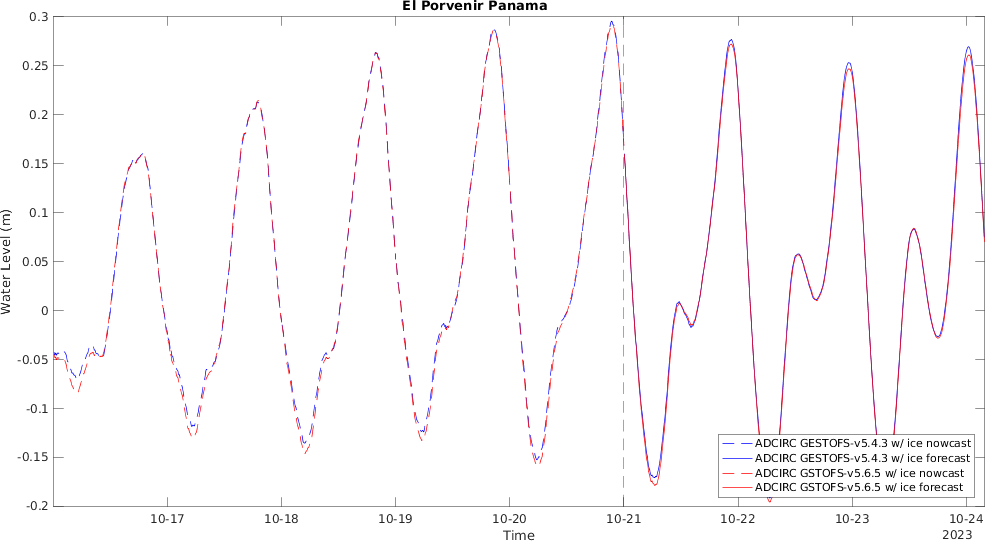 El Porvenir Panama
0.3
0.25
0.2
0.15
0.1
0.05
0
-0.05
-0.1
-0.15
-0.2
Water Level (m)
ADCIRC GESTOFS-v5.4.3 w/ ice nowcast
ADCIRC GESTOFS-v5.4.3 w/ ice forecast
ADCIRC GSTOFS-v5.6.5 w/ ice nowcast
ADCIRC GSTOFS-v5.6.5 w/ ice forecast
10-17 10-18 10-19 10-20 10-21 10-22 10-23 10-24
Time 2023